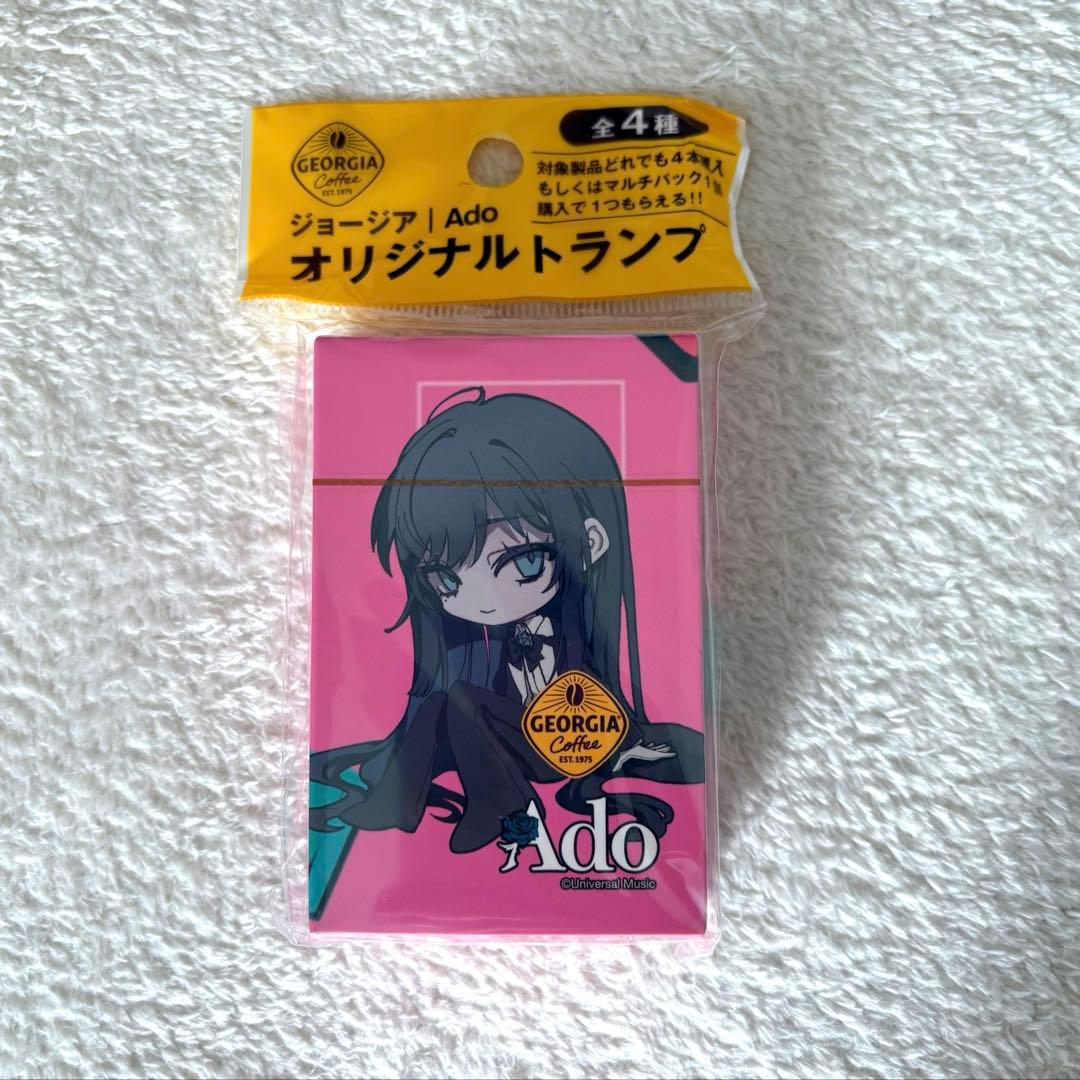 GEORGIA
Coffee
EST. 1975
ジョージア | Ado
オリジナルトランプ
全4種
対象製品どれでも4本購入
もしくはマルチパック1個
購入で1つもらえる!!
GEORGIA®
Coffee
EST. 1975
Ado
©Universal Music